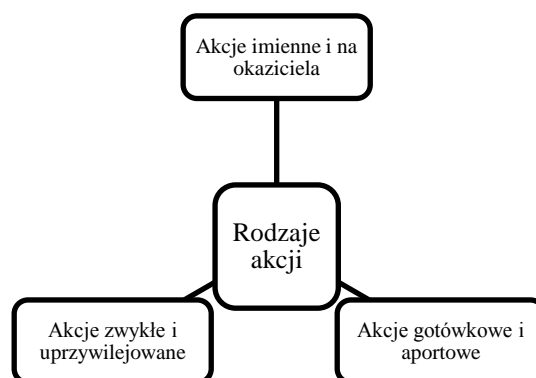 Akcje imienne i na
okaziciela
Rodzaje
akcji
Akcje zwykłe i
uprzywilejowane
Akcje gotówkowe i
aportowe